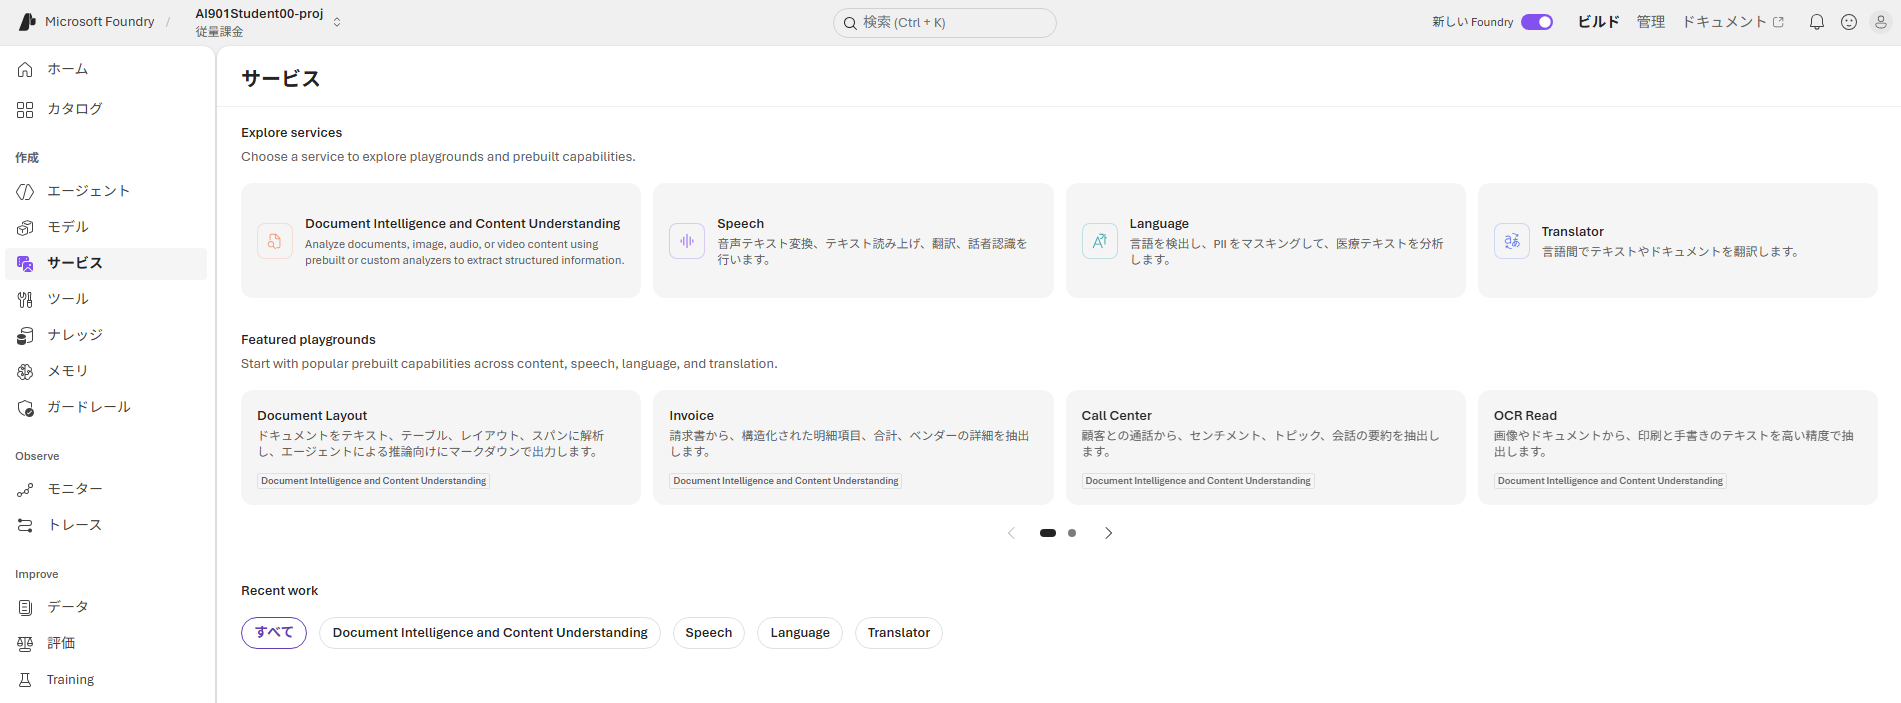 Microsoft Foundry / AI901Student00-proj
従量課金
検索 (Ctrl + K)
新しい Foundry
ビルド 管理 ドキュメント
ホーム
カタログ
作成
エージェント
モデル
サービス
ツール
ナレッジ
メモリ
ガードレール
Observe
モニター
トレース
Improve
データ
評価
Training
サービス
Explore services
Choose a service to explore playgrounds and prebuilt capabilities.
Document Intelligence and Content Understanding
Analyze documents, image, audio, or video content using
prebuilt or custom analyzers to extract structured information.
Speech
音声テキスト変換、テキスト読み上げ、翻訳、話者認識を
行います。
Language
言語を検出し、PII をマスキングして、医療テキストを分析
します。
Translator
言語間でテキストやドキュメントを翻訳します。
Featured playgrounds
Start with popular prebuilt capabilities across content, speech, language, and translation.
Document Layout
ドキュメントをテキスト、テーブル、レイアウト、スパンに解析
し、エージェントによる推論向けにマークダウンで出力します。
Document Intelligence and Content Understanding
Invoice
請求書から、構造化された明細項目、合計、ベンダーの詳細を抽出
します。
Document Intelligence and Content Understanding
Call Center
顧客との通話から、センチメント、トピック、会話の要約を抽出し
ます。
Document Intelligence and Content Understanding
OCR Read
画像やドキュメントから、印刷と手書きのテキストを高い精度で抽
出します。
Document Intelligence and Content Understanding
Recent work
すべて
Document Intelligence and Content Understanding
Speech
Language
Translator